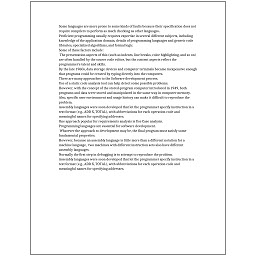 Some languages are more prone to some kinds of faults because their specification does not
require compilers to perform as much checking as other languages.
Proficient programming usually requires expertise in several different subjects, including
knowledge of the application domain, details of programming languages and generic code
libraries, specialized algorithms, and formal logic.
Some of these factors include:
The presentation aspects of this (such as indents, line breaks, color highlighting, and so on)
are often handled by the source code editor, but the content aspects reflect the
programmer's talent and skills.
By the late 1960s, data storage devices and computer terminals became inexpensive enough
that programs could be created by typing directly into the computers.
There are many approaches to the Software development process.
Use of a static code analysis tool can help detect some possible problems.
However, with the concept of the stored-program computer introduced in 1949, both
programs and data were stored and manipulated in the same way in computer memory.
Also, specific user environment and usage history can make it difficult to reproduce the
problem.
Assembly languages were soon developed that let the programmer specify instruction in a
text format (e.g., ADD X, TOTAL), with abbreviations for each operation code and
meaningful names for specifying addresses.
One approach popular for requirements analysis is Use Case analysis.
Programming languages are essential for software development.
Whatever the approach to development may be, the final program must satisfy some
fundamental properties.
However, because an assembly language is little more than a different notation for a
machine language, two machines with different instruction sets also have different
assembly languages.
Normally the first step in debugging is to attempt to reproduce the problem.
Assembly languages were soon developed that let the programmer specify instruction in a
text format (e.g., ADD X, TOTAL), with abbreviations for each operation code and
meaningful names for specifying addresses.